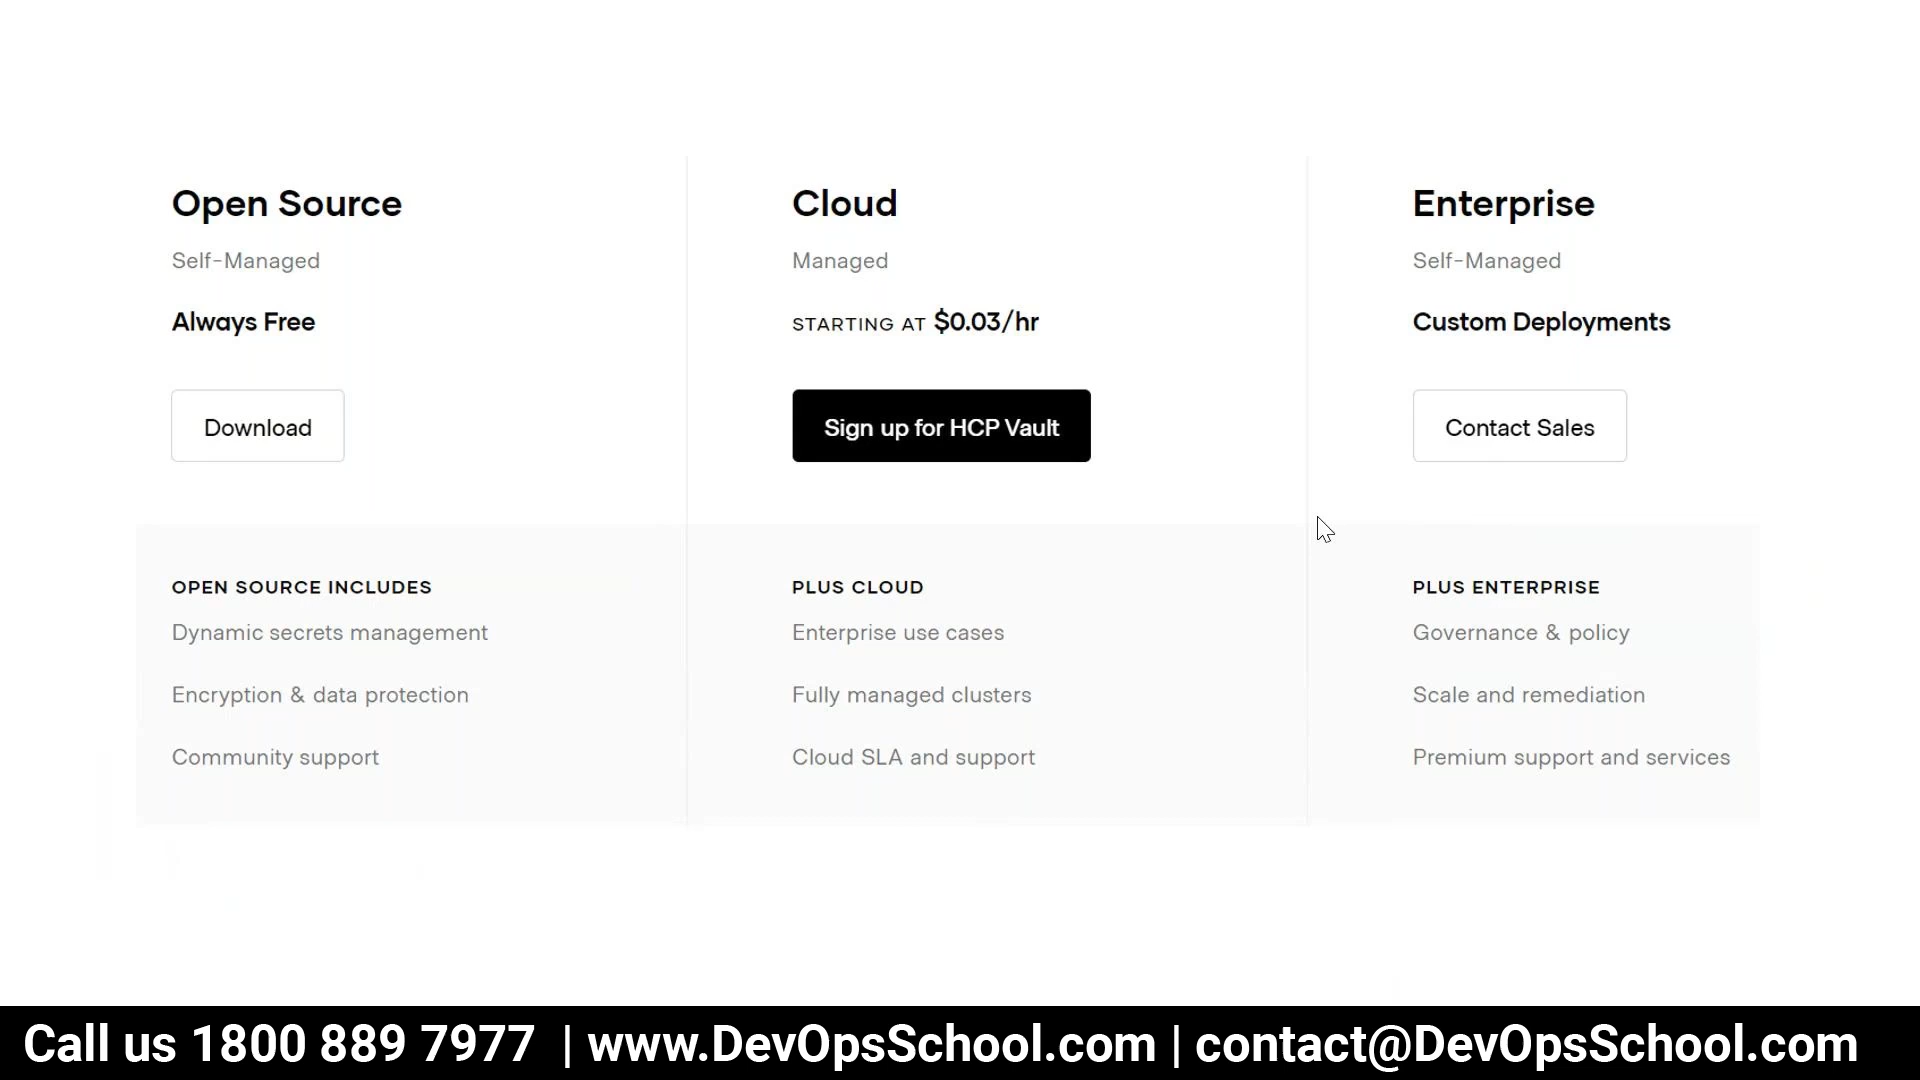 Open Source
Self-Managed
Always Free
Download
OPEN SOURCE INCLUDES
Dynamic secrets management
Encryption & data protection
Community support
Cloud
Managed
STARTING AT $0.03/hr
Sign up for HCP Vault
PLUS CLOUD
Enterprise use cases
Fully managed clusters
Cloud SLA and support
Enterprise
Self-Managed
Custom Deployments
Contact Sales
PLUS ENTERPRISE
Governance & policy
Scale and remediation
Premium support and services
Call us 1800 889 7977 | www.DevOpsSchool.com | contact@DevOpsSchool.com